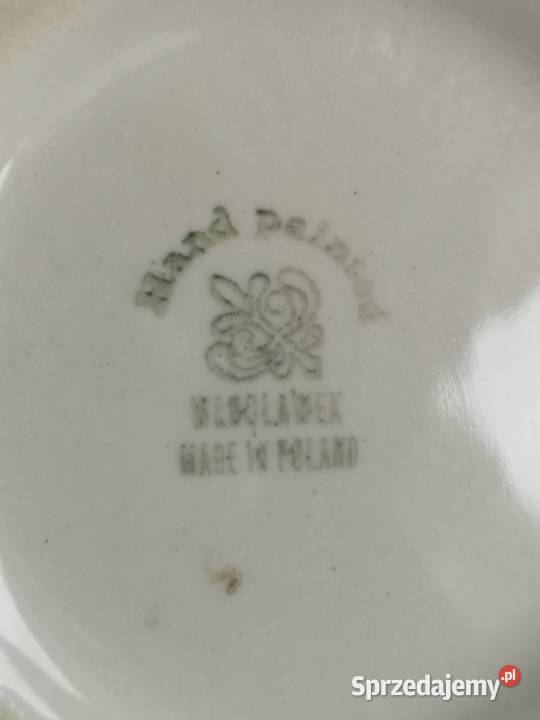 Hand painted
WŁOCŁAWEK
MADE IN POLAND
Sprzedajemy.pl